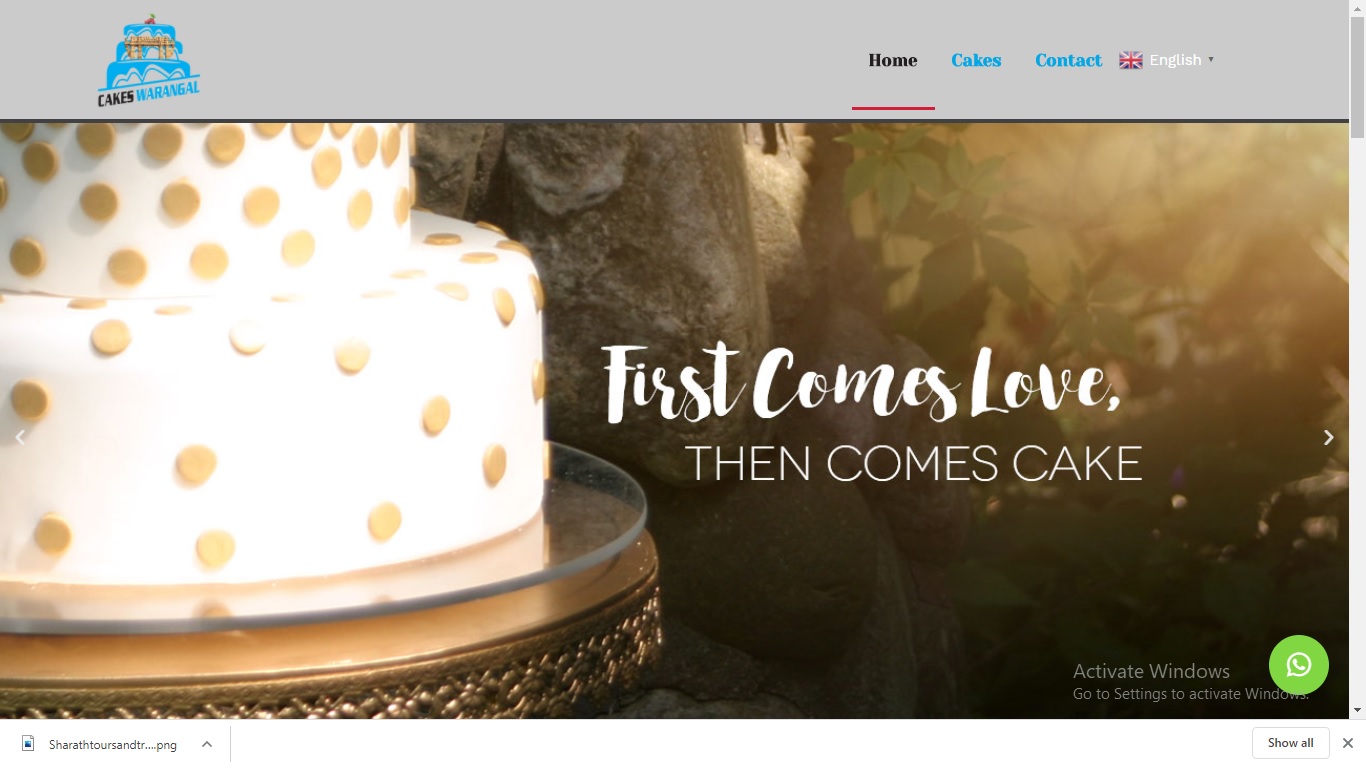 CAKES WARANGAL
Home
Cakes
Contact
English
First Comes Love,
THEN COMES CAKE
Activate Windows
Go to Settings to activate Windows.
Sharathtoursandtr....png
Show all